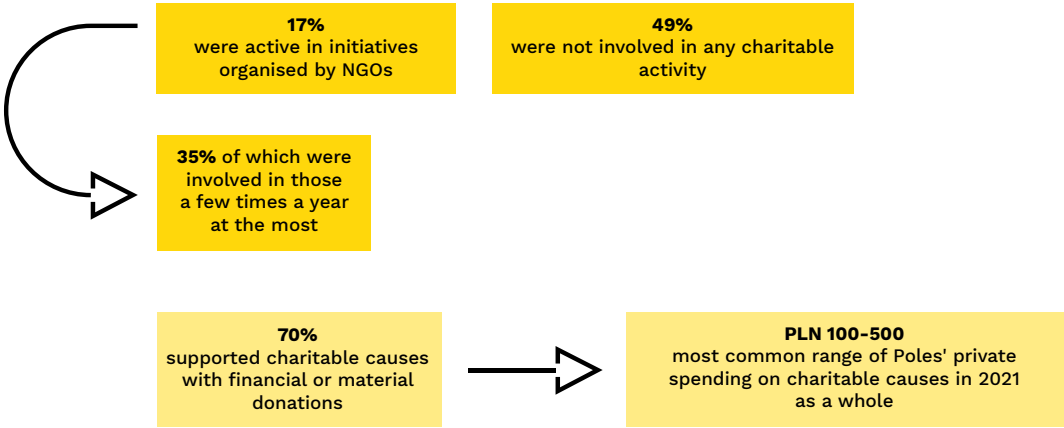 17%
were active in initiatives
organised by NGOs
49%
were not involved in any charitable
activity
35% of which were
involved in those
a few times a year
at the most
70%
supported charitable causes
with financial or material
donations
PLN 100-500
most common range of Poles' private
spending on charitable causes in 2021
as a whole